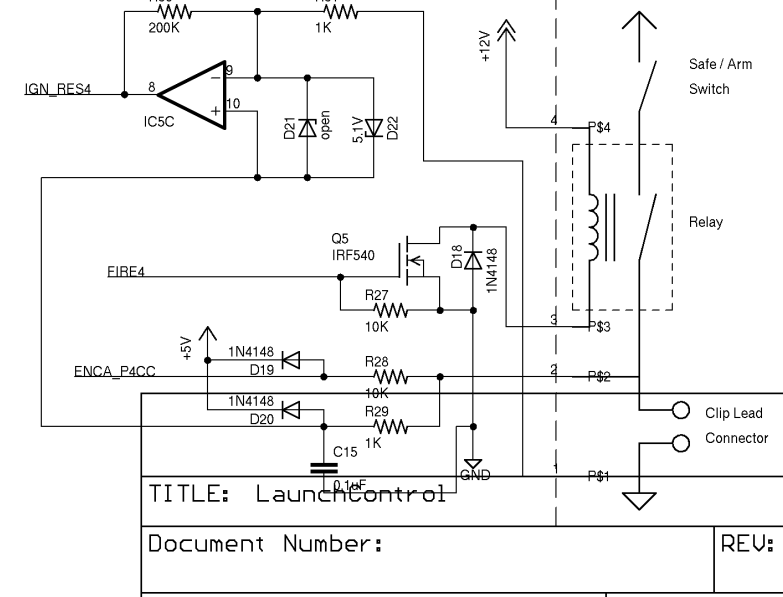 200K
1K
+12V
Safe / Arm
Switch
IGN_RES4
8
9
10
IC5C
D21
open
5.1V
D22
4
P$4
Relay
Q5
IRF540
D18
1N4148
FIRE4
R27
10K
3
P$3
+5V
1N4148
D19
R28
10K
ENCA_P4CC
2
P$2
1N4148
D20
R29
1K
Clip Lead
Connector
C15
0.1uF
GND
1
P$1
TITLE: LaunchControl
Document Number:
REV: